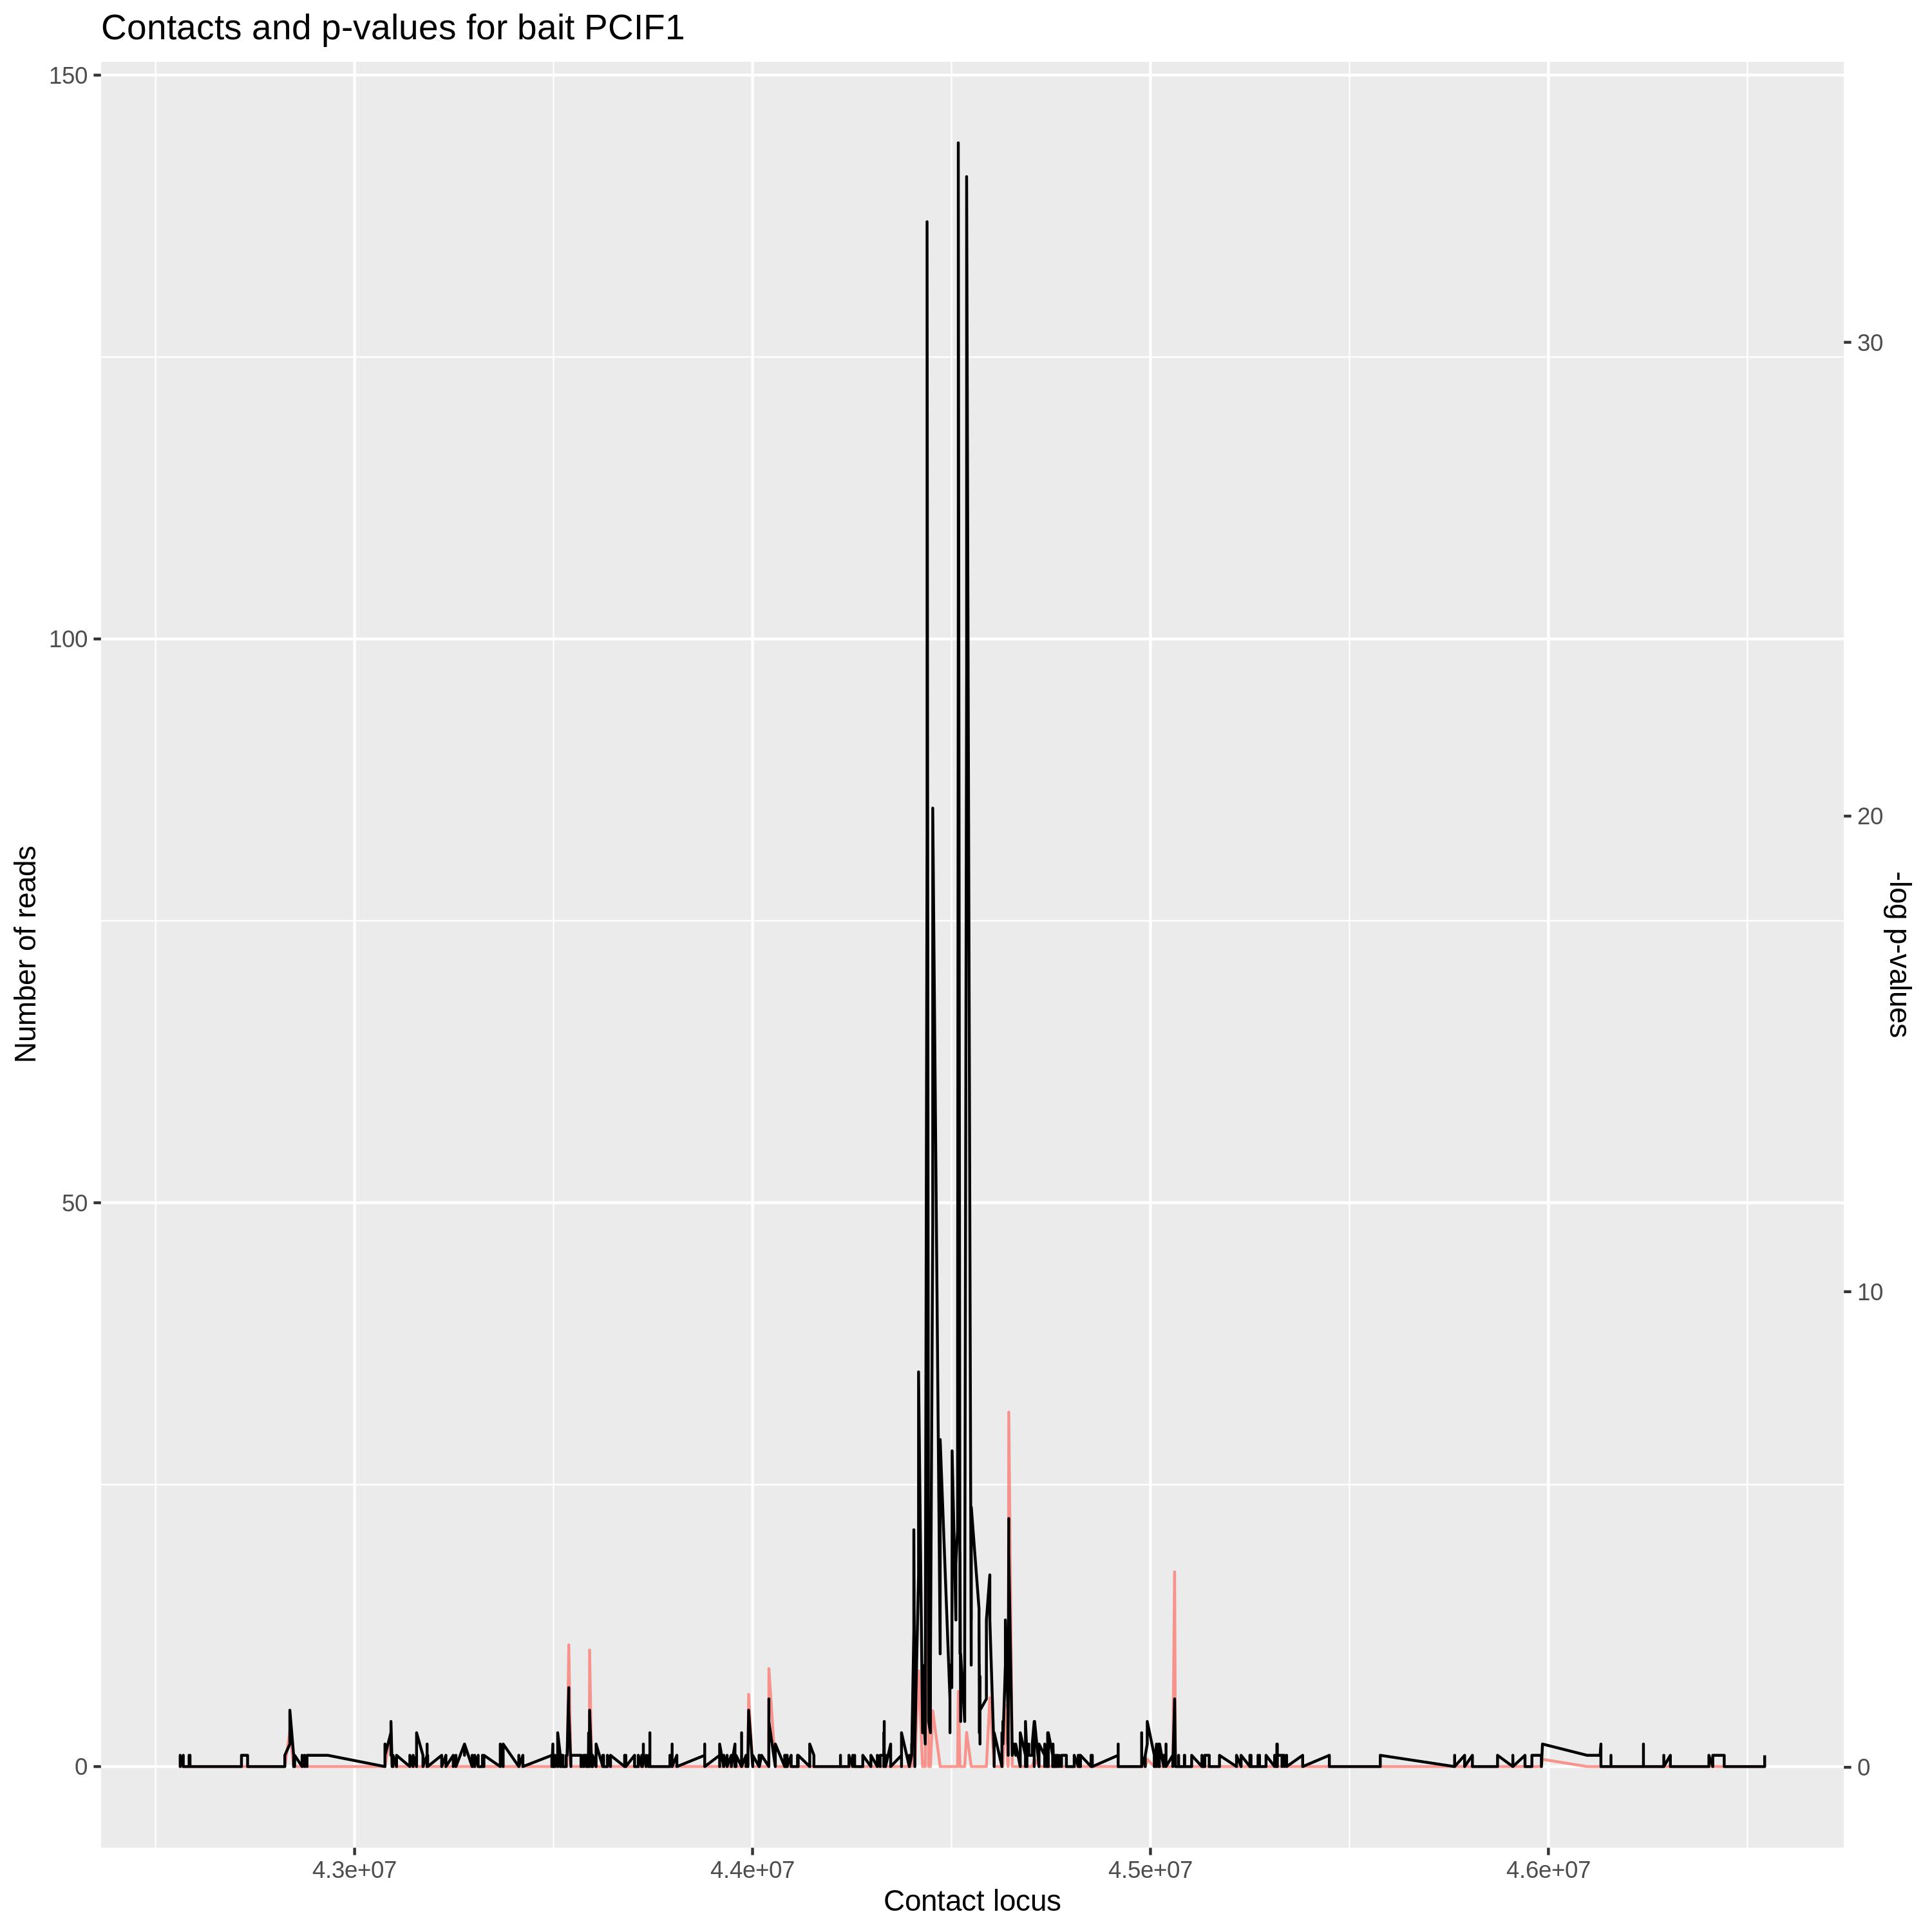 Contacts and p-values for bait PCIF1
150
100
50
0
Number of reads
30
20
10
0
-log p-values
4.3e+07
4.4e+07
4.5e+07
4.6e+07
Contact locus